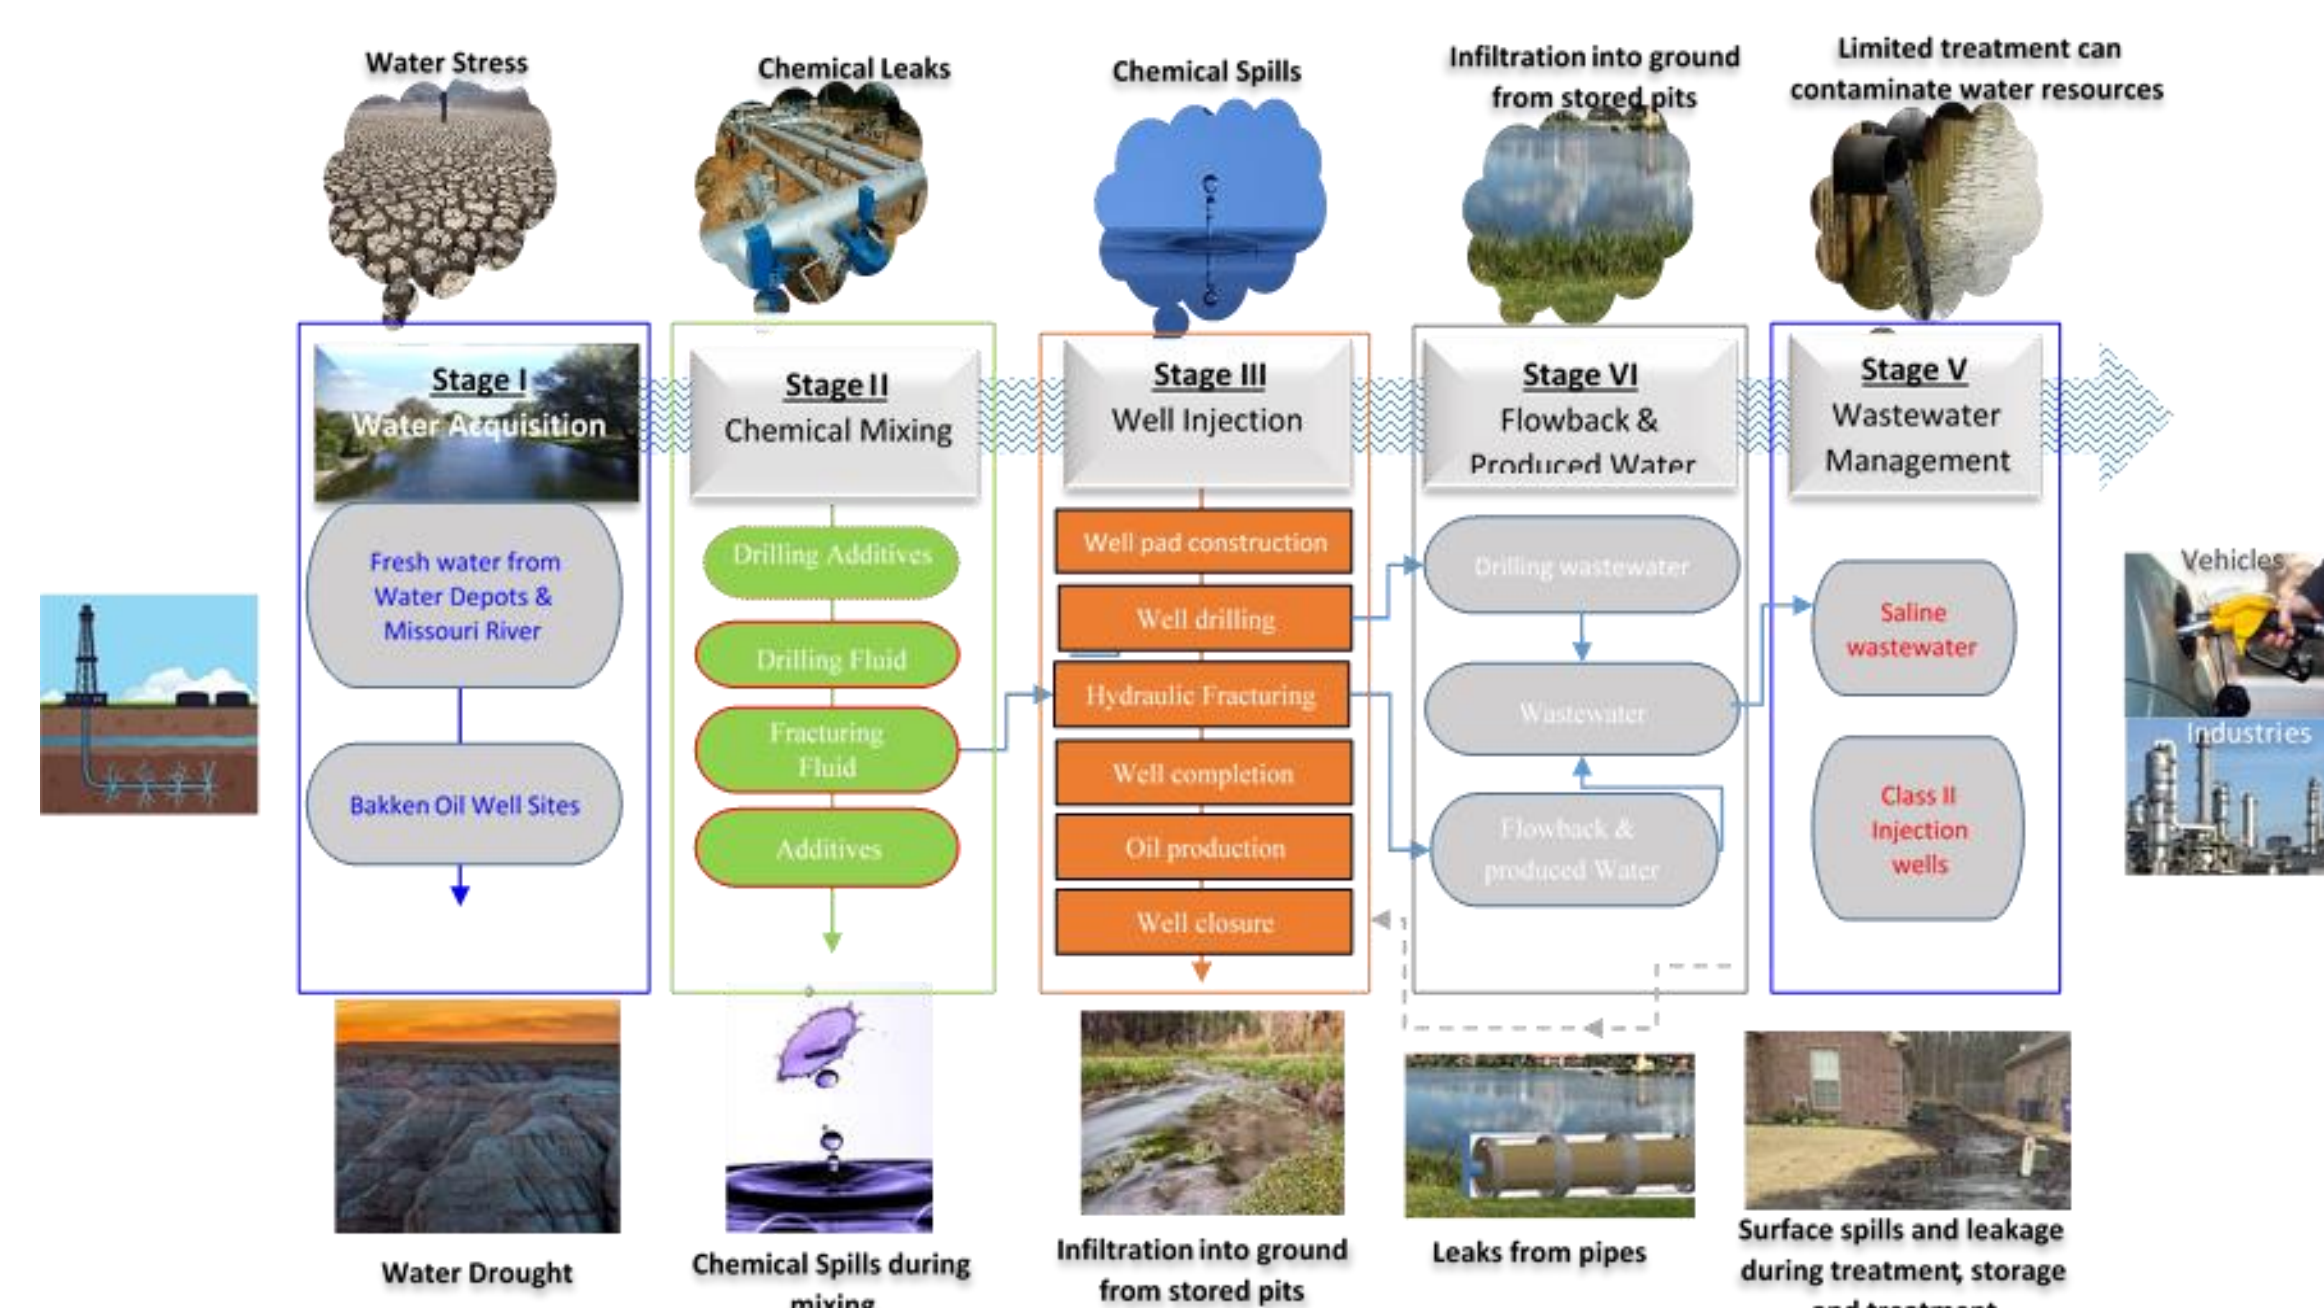 Water Stress
Chemical Leaks
Chemical Spills
Infiltration into ground
from stored pits
Limited treatment can
contaminate water resources
Stage I
Water Acquisition
Fresh water from
Water Depots &
Missouri River
Bakken Oil Well Sites
Stage II
Chemical Mixing
Drilling Additives
Drilling Fluid
Fracturing
Fluid
Additives
Stage III
Well Injection
Well pad construction
Well drilling
Hydraulic Fracturing
Well completion
Oil production
Well closure
Stage VI
Flowback &
Produced Water
Drilling wastewater
Wastewater
Flowback &
produced Water
Stage V
Wastewater
Management
Saline
wastewater
Class II
Injection
wells
Vehicles
Industries
Water Drought
Chemical Spills during
mixing
Infiltration into ground
from stored pits
Leaks from pipes
Surface spills and leakage
during treatment, storage
and treatment